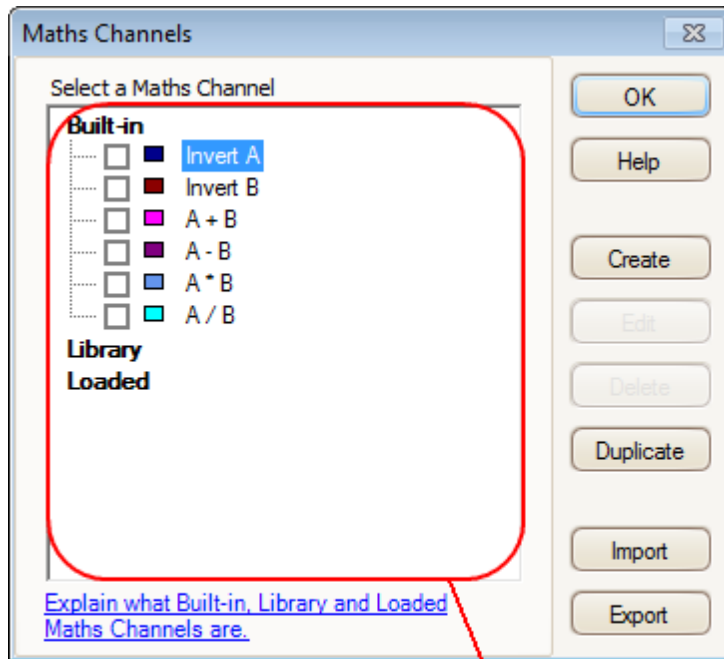 Maths Channels
Select a Maths Channel
Built-in
Invert A
Invert B
A + B
A - B
A * B
A / B
Library
Loaded
Explain what Built-in, Library and Loaded
Maths Channels are.
OK
Help
Create
Edit
Delete
Duplicate
Import
Export